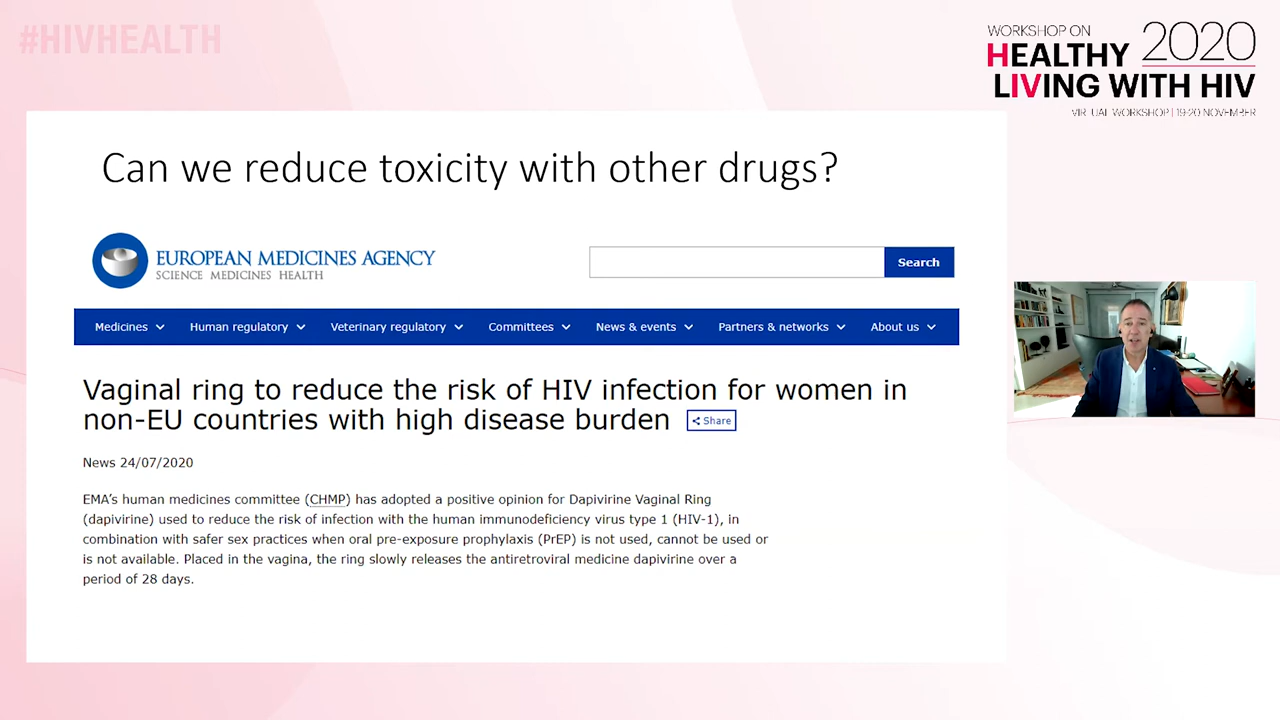 #HIVHEALTH
WORKSHOP ON
2020
HEALTHY
LIVING WITH HIV
VIRTUAL WORKSHOP | 19-20 NOVEMBER
Can we reduce toxicity with other drugs?
EUROPEAN MEDICINES AGENCY
SCIENCE MEDICINES HEALTH
Search
Medicines Human regulatory Veterinary regulatory Committees News & events Partners & networks About us
Vaginal ring to reduce the risk of HIV infection for women in
non-EU countries with high disease burden Share
News 24/07/2020
EMA's human medicines committee (CHMP) has adopted a positive opinion for Dapivirine Vaginal Ring
(dapivirine) used to reduce the risk of infection with the human immunodeficiency virus type 1 (HIV-1), in
combination with safer sex practices when oral pre-exposure prophylaxis (PrEP) is not used, cannot be used or
is not available. Placed in the vagina, the ring slowly releases the antiretroviral medicine dapivirine over a
period of 28 days.